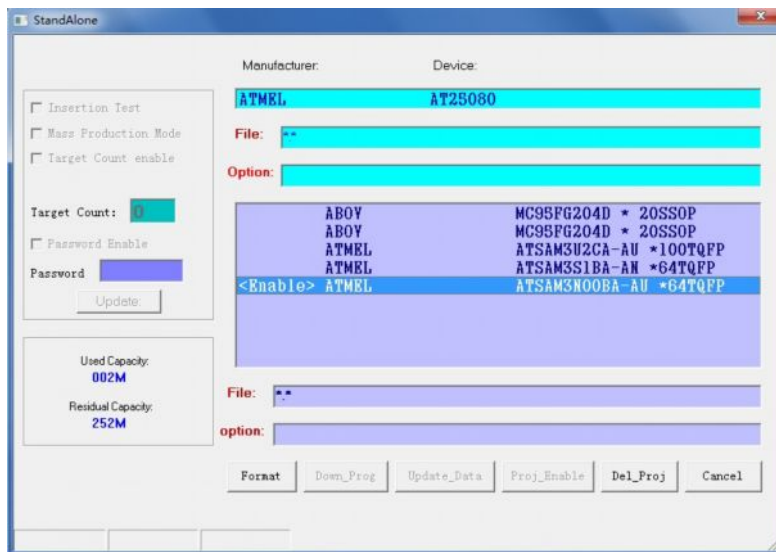 StandAlone
Manufacturer: Device:
ATMEL AT25080
Insertion Test
Mass Production Mode
Target Count enable
File: *.*
Option:
Target Count: 0
Password Enable
Password
Update:
ABOV MC95FG204D * 20SSOP
ABOV MC95FG204D * 20SSOP
ATMEL ATSAM3U2CA-AU *100TQFP
ATMEL ATSAM3S1BA-AN *64TQFP
<Enable> ATMEL ATSAM3N00BA-AU *64TQFP
Used Capacity:
002M
Residual Capacity:
252M
File: *.*
option:
Format Down_Prog Update_Data Proj_Enable Del_Proj Cancel